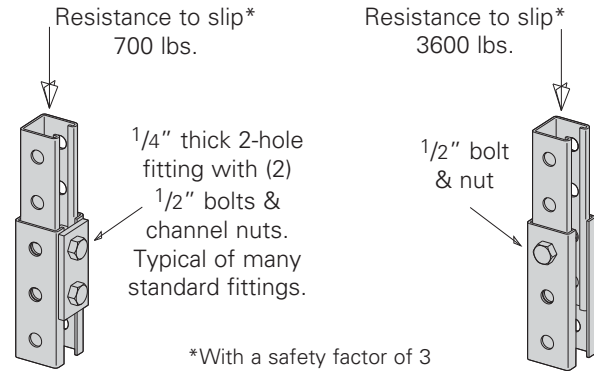 Resistance to slip*
700 lbs.
Resistance to slip*
3600 lbs.
1/4” thick 2-hole
fitting with (2)
1/2” bolts &
channel nuts.
Typical of many
standard fittings.
1/2” bolt
& nut
*With a safety factor of 3